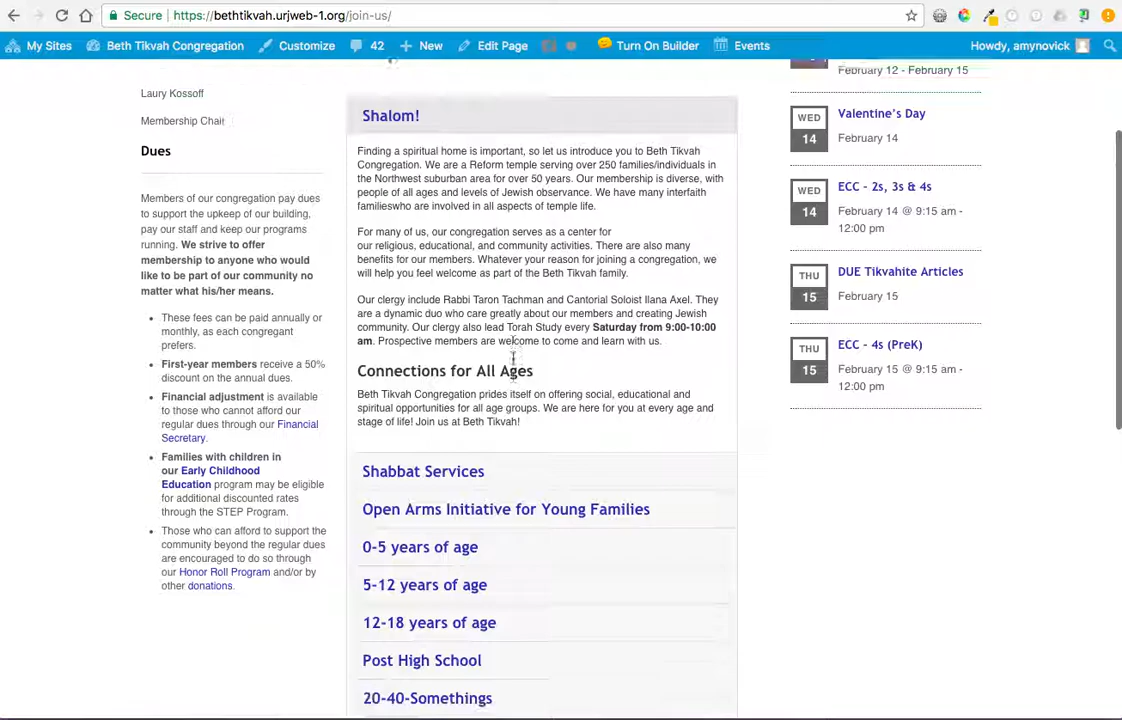 Secure https://bethtikvah.urjweb-1.org/join-us/
My Sites Beth Tikvah Congregation Customize 42 New Edit Page Turn On Builder Events Howdy, amynovick
Laury Kossoff
Membership Chair
Dues
Members of our congregation pay dues
to support the upkeep of our building,
pay our staff and keep our programs
running. We strive to offer
membership to anyone who would
like to be part of our community no
matter what his/her means.
These fees can be paid annually or
monthly, as each congregant
prefers.
First-year members receive a 50%
discount on the annual dues.
Financial adjustment is available
to those who cannot afford our
regular dues through our Financial
Secretary.
Families with children in
our Early Childhood
Education program may be eligible
for additional discounted rates
through the STEP Program.
Those who can afford to support the
community beyond the regular dues
are encouraged to do so through
our Honor Roll Program and/or by
other donations.
Shalom!
Finding a spiritual home is important, so let us introduce you to Beth Tikvah
Congregation. We are a Reform temple serving over 250 families/individuals in
the Northwest suburban area for over 50 years. Our membership is diverse, with
people of all ages and levels of Jewish observance. We have many interfaith
familieswho are involved in all aspects of temple life.
For many of us, our congregation serves as a center for
our religious, educational, and community activities. There are also many
benefits for our members. Whatever your reason for joining a congregation, we
will help you feel welcome as part of the Beth Tikvah family.
Our clergy include Rabbi Taron Tachman and Cantorial Soloist Ilana Axel. They
are a dynamic duo who care greatly about our members and creating Jewish
community. Our clergy also lead Torah Study every Saturday from 9:00-10:00
am. Prospective members are welcome to come and learn with us.
Connections for All Ages
Beth Tikvah Congregation prides itself on offering social, educational and
spiritual opportunities for all age groups. We are here for you at every age and
stage of life! Join us at Beth Tikvah!
Shabbat Services
Open Arms Initiative for Young Families
0-5 years of age
5-12 years of age
12-18 years of age
Post High School
20-40-Somethings
February 12 - February 15
WED
14
Valentine's Day
February 14
WED
14
ECC - 2s, 3s & 4s
February 14 @ 9:15 am -
12:00 pm
THU
15
DUE Tikvahite Articles
February 15
THU
15
ECC - 4s (PreK)
February 15 @ 9:15 am -
12:00 pm